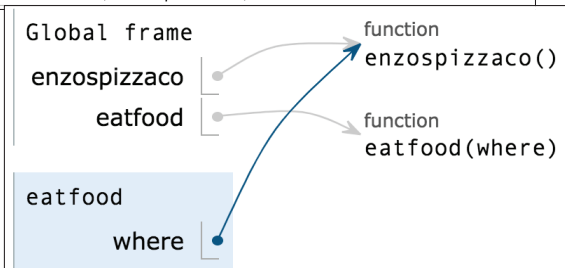 Global frame
enzospizzaco
eatfood
function
enzospizzaco()
function
eatfood(where)
eatfood
where